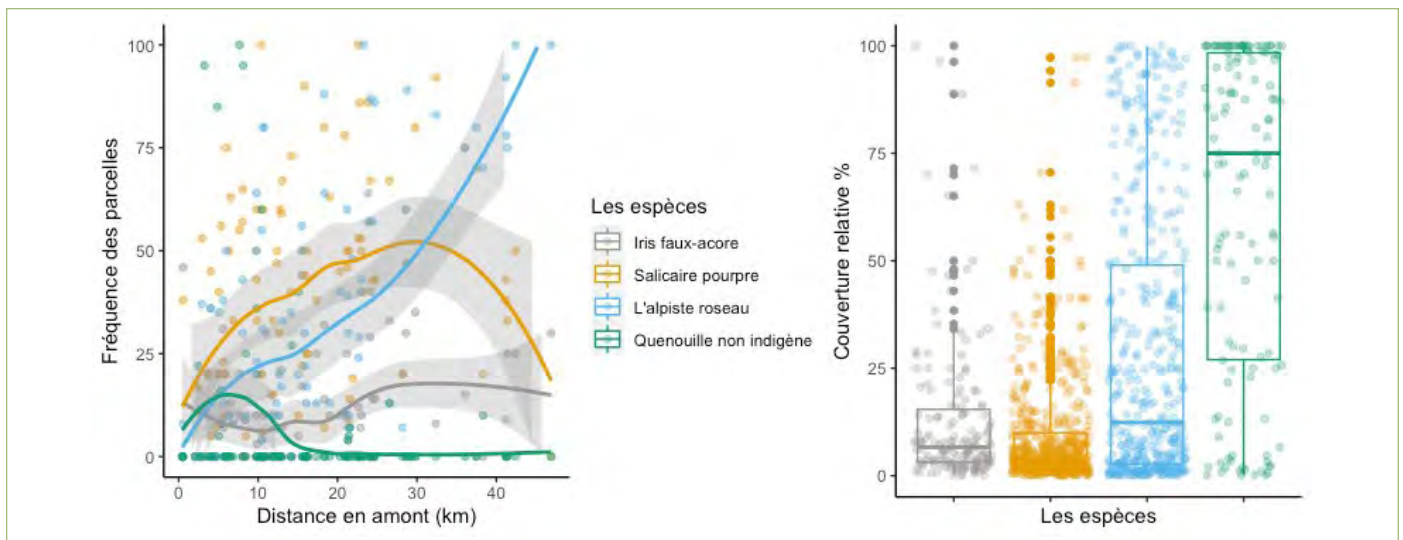 100
75
50
25
0
Fréquence des parcelles
0 10 20 30 40
Distance en amont (km)
Les espèces
Iris faux-acore
Salicaire pourpre
L'alpiste roseau
Quenouille non indigène
100
75
50
25
0
Couverture relative %
Les espèces